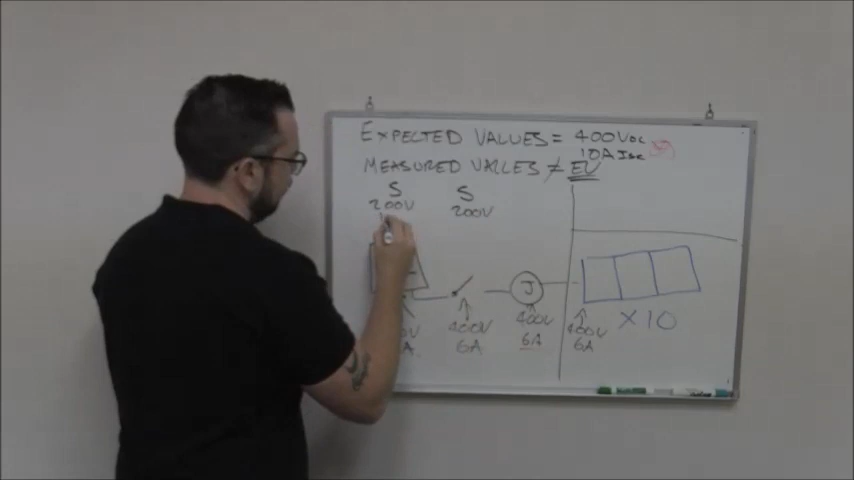 EXPECTED VALUES = 400Voc
10A Isc
MEASURED VALUES ≠ EV
S S
200V 200V
J
400V 400V 400V
6A 6A 6A
X10